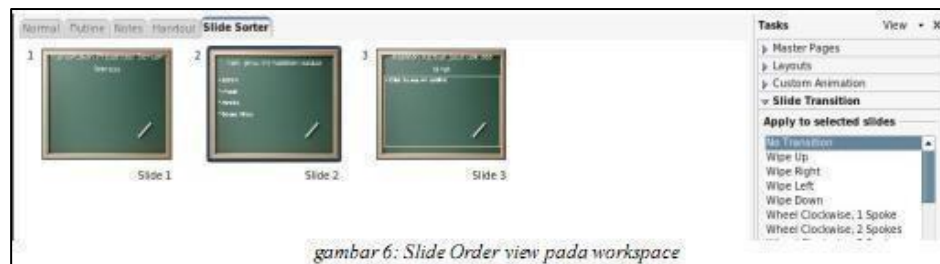 Normal Outline Notes Handout Slide Sorter
1
2
3
Slide 1
Slide 2
Slide 3
Tasks View
Master Pages
Layouts
Custom Animation
Slide Transition
Apply to selected slides
No Transition
Wipe Up
Wipe Right
Wipe Left
Wipe Down
Wheel Clockwise, 1 Spoke
Wheel Clockwise, 2 Spokes
gambar 6: Slide Order view pada workspace